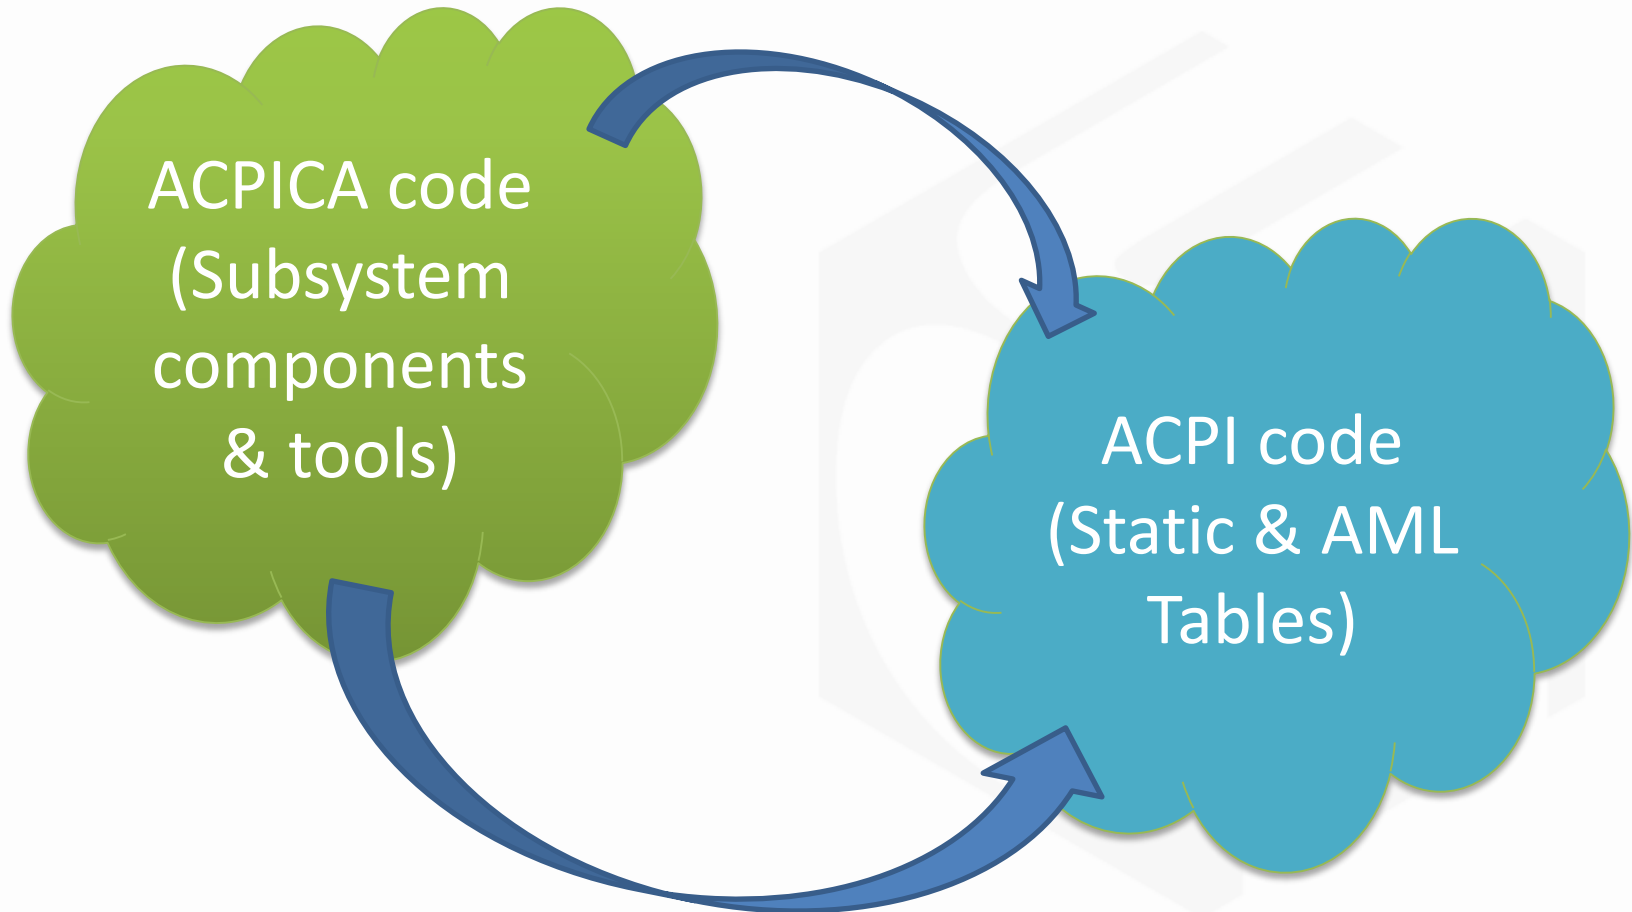 ACPICA code
(Subsystem
components
& tools)
ACPI code
(Static & AML
Tables)